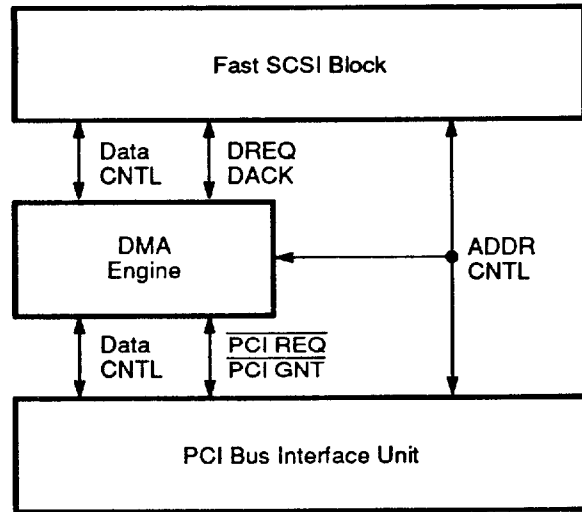 Fast SCSI Block
Data
CNTL
DREQ
DACK
DMA
Engine
ADDR
CNTL
Data
CNTL
PCI REQ
PCI GNT
PCI Bus Interface Unit